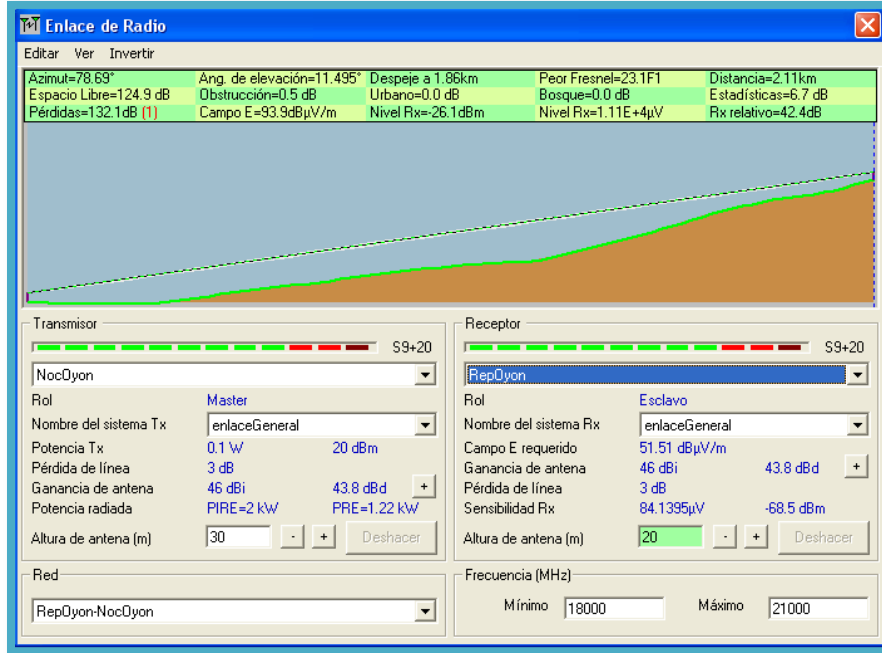 Enlace de Radio
Editar Ver Invertir
Azimut=78.69° Ang. de elevación=11.495° Despeje a 1.86km Peor Fresnel=23.1F1 Distancia=2.11km
Espacio Libre=124.9 dB Obstrucción=0.5 dB Urbano=0.0 dB Bosque=0.0 dB Estadísticas=6.7 dB
Pérdidas=132.1dB (1) Campo E=93.9dBµV/m Nivel Rx=-26.1dBm Nivel Rx=1.11E+4µV Rx relativo=42.4dB
Transmisor
S9+20
NocOyon
Rol Master
Nombre del sistema Tx enlaceGeneral
Potencia Tx 0.1 W 20 dBm
Pérdida de línea 3 dB
Ganancia de antena 46 dBi 43.8 dBd +
Potencia radiada PIRE=2 kW PRE=1.22 kW
Altura de antena (m) 30 - + Deshacer
Red
RepOyon-NocOyon
Receptor
S9+20
RepOyon
Rol Esclavo
Nombre del sistema Rx enlaceGeneral
Campo E requerido 51.51 dBµV/m
Ganancia de antena 46 dBi 43.8 dBd +
Pérdida de línea 3 dB
Sensibilidad Rx 84.1395µV -68.5 dBm
Altura de antena (m) 20 - + Deshacer
Frecuencia (MHz)
Mínimo 18000 Máximo 21000